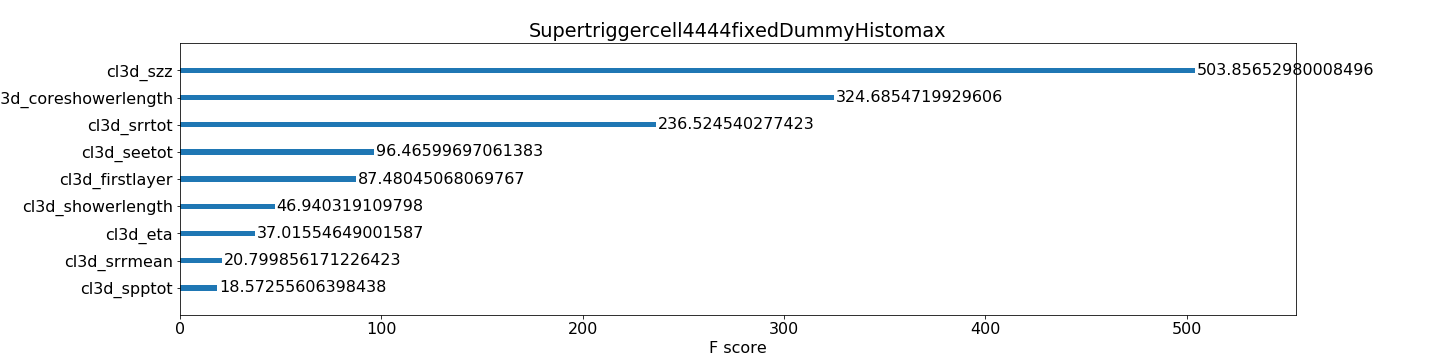 Supertriggercell4444fixedDummyHistomax
cl3d_szz 503.85652980008496
3d_coreshowerlength 324.6854719929606
cl3d_srrtot 236.524540277423
cl3d_seetot 96.46599697061383
cl3d_firstlayer 87.48045068069767
cl3d_showerlength 46.940319109798
cl3d_eta 37.01554649001587
cl3d_srrmean 20.799856171226423
cl3d_spptot 18.57255606398438
0 100 200 300 400 500
F score